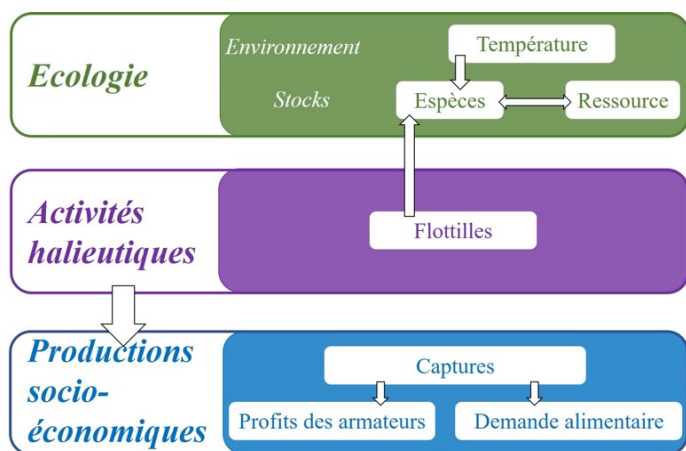 Ecologie
Environnement
Température
Stocks
Espèces
Ressource
Activités
halieutiques
Flottilles
Productions
socio-
économiques
Captures
Profits des armateurs
Demande alimentaire